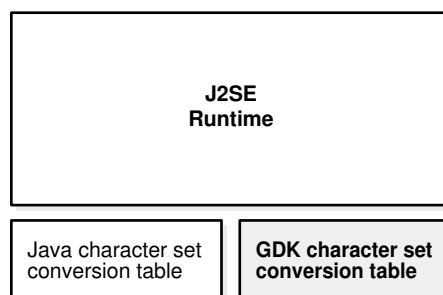 J2SE
Runtime
Java character set
conversion table
GDK character set
conversion table